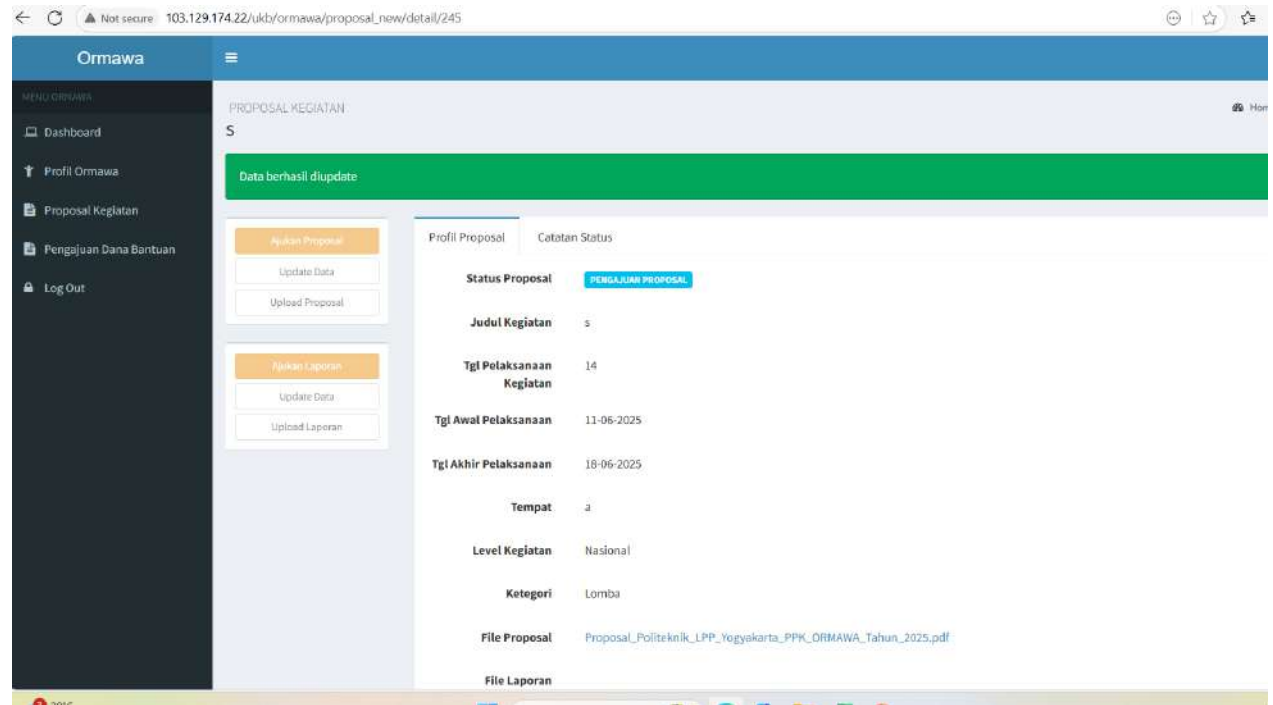 Not secure 103.129.174.22/ukb/ormawa/proposal_new/detail/245
Ormawa
MENU ORMAWA
Dashboard
Profil Ormawa
Proposal Kegiatan
Pengajuan Dana Bantuan
Log Out
PROPOSAL KEGIATAN
S
Hom
Data berhasil diupdate
Ajukan Proposal
Update Data
Upload Proposal
Ajukan Laporan
Update Data
Upload Laporan
Profil Proposal Catatan Status
Status Proposal PENGAJUAN PROPOSAL
Judul Kegiatan s
Tgl Pelaksanaan Kegiatan 14
Tgl Awal Pelaksanaan 11-06-2025
Tgl Akhir Pelaksanaan 18-06-2025
Tempat a
Level Kegiatan Nasional
Ketegori Lomba
File Proposal Proposal_Politeknik_LPP_Yogyakarta_PPK_ORMAWA_Tahun_2025.pdf
File Laporan